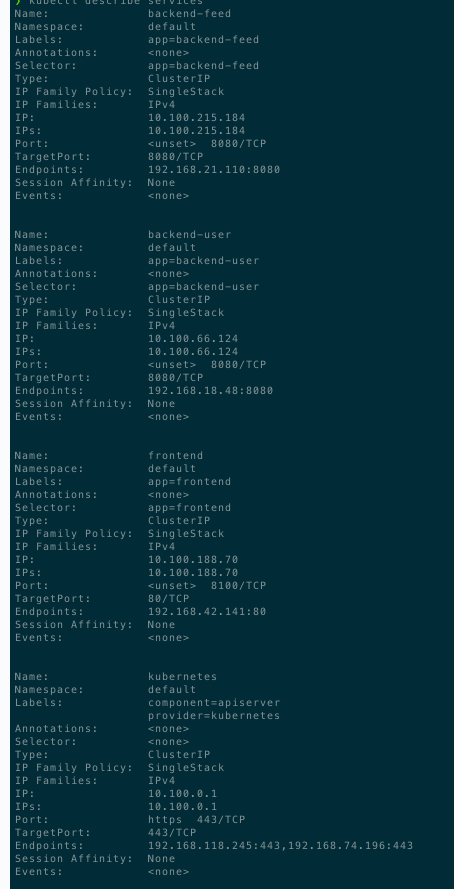 ❯ kubectl describe services
Name:              backend-feed
Namespace:         default
Labels:            app=backend-feed
Annotations:       <none>
Selector:          app=backend-feed
Type:              ClusterIP
IP Family Policy:  SingleStack
IP Families:       IPv4
IP:                10.100.215.184
IPs:               10.100.215.184
Port:              <unset>  8080/TCP
TargetPort:        8080/TCP
Endpoints:         192.168.21.110:8080
Session Affinity:  None
Events:            <none>
Name:              backend-user
Namespace:         default
Labels:            app=backend-user
Annotations:       <none>
Selector:          app=backend-user
Type:              ClusterIP
IP Family Policy:  SingleStack
IP Families:       IPv4
IP:                10.100.66.124
IPs:               10.100.66.124
Port:              <unset>  8080/TCP
TargetPort:        8080/TCP
Endpoints:         192.168.18.48:8080
Session Affinity:  None
Events:            <none>
Name:              frontend
Namespace:         default
Labels:            app=frontend
Annotations:       <none>
Selector:          app=frontend
Type:              ClusterIP
IP Family Policy:  SingleStack
IP Families:       IPv4
IP:                10.100.188.70
IPs:               10.100.188.70
Port:              <unset>  8100/TCP
TargetPort:        80/TCP
Endpoints:         192.168.42.141:80
Session Affinity:  None
Events:            <none>
Name:              kubernetes
Namespace:         default
Labels:            component=apiserver
                   provider=kubernetes
Annotations:       <none>
Selector:          <none>
Type:              ClusterIP
IP Family Policy:  SingleStack
IP Families:       IPv4
IP:                10.100.0.1
IPs:               10.100.0.1
Port:              https  443/TCP
TargetPort:        443/TCP
Endpoints:         192.168.118.245:443,192.168.74.196:443
Session Affinity:  None
Events:            <none>